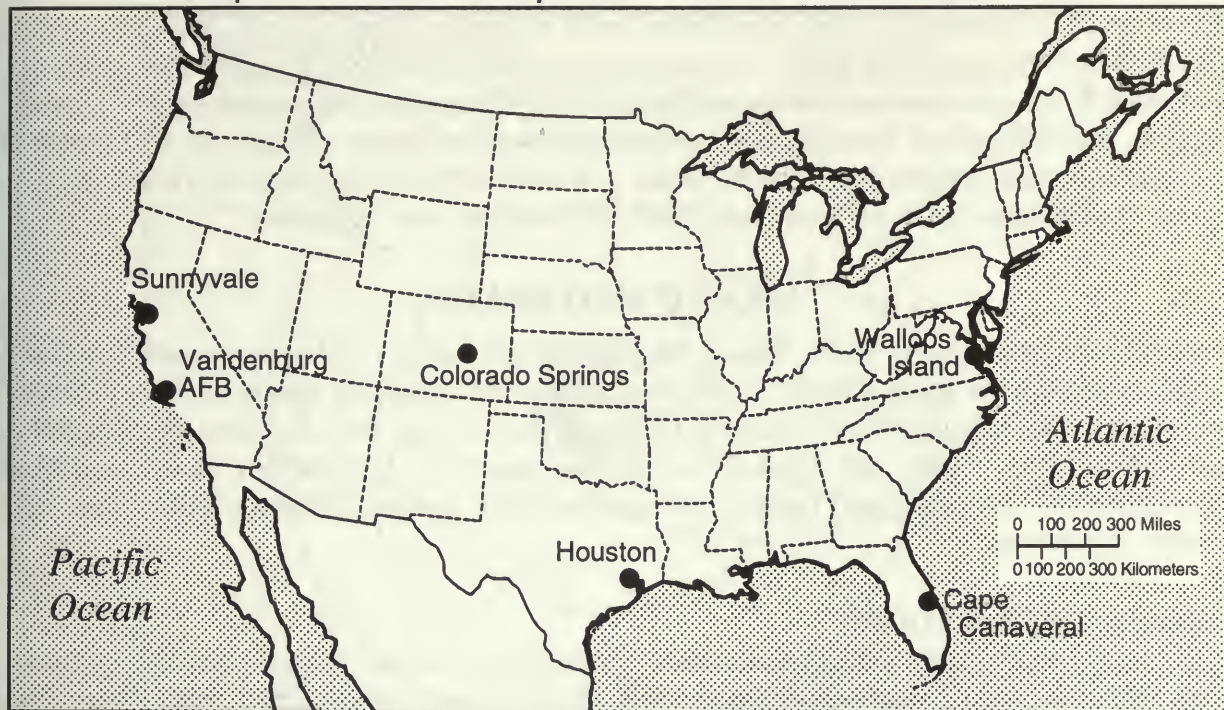 Sunnyvale
Vandenburg
AFB
Colorado Springs
Wallops
Island
Atlantic
Ocean
0 100 200 300 Miles
0 100 200 300 Kilometers
Houston
Pacific
Ocean
Cape
Canaveral